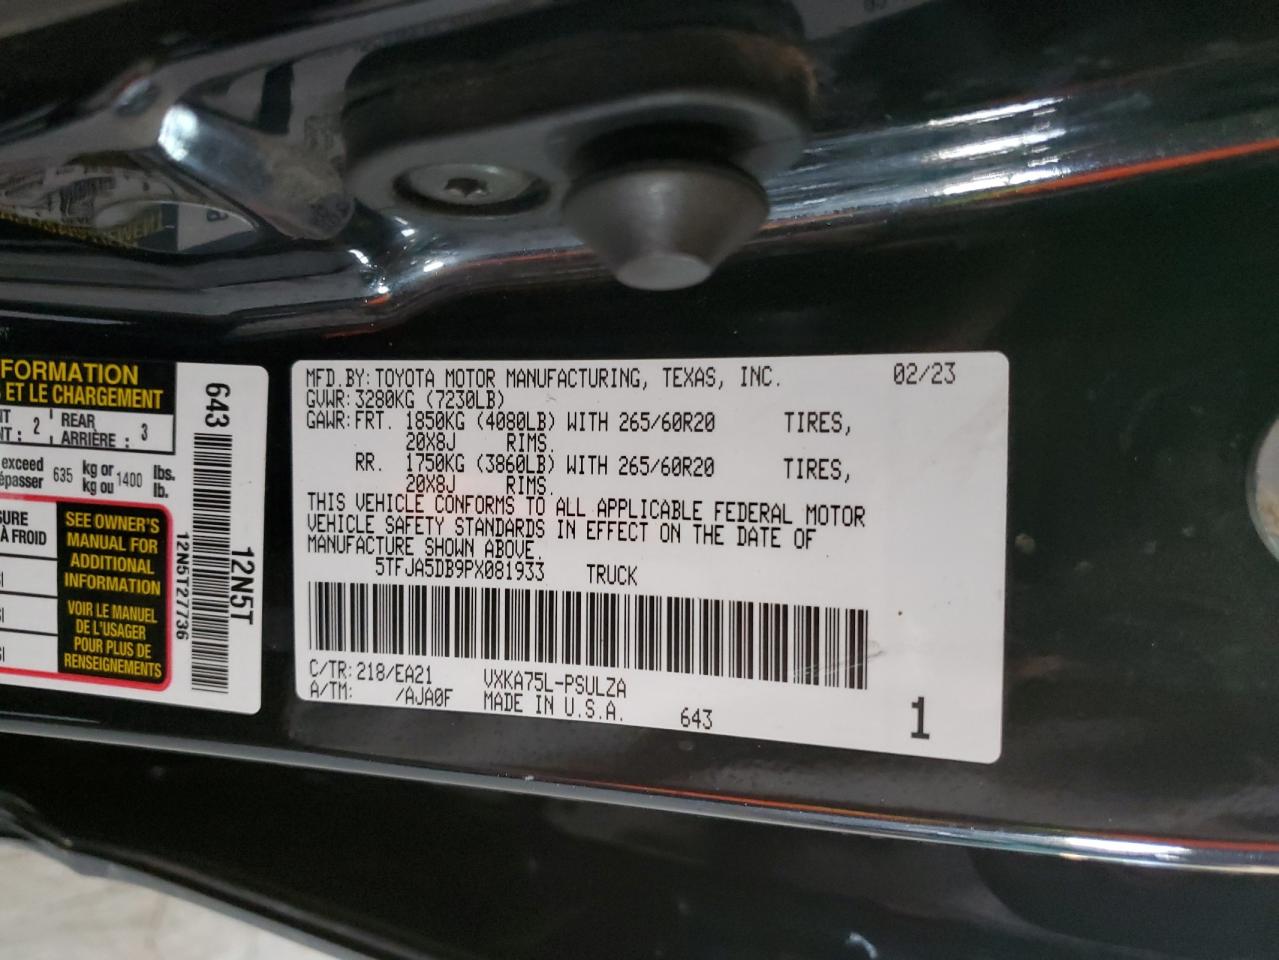 FORMATION
ET LE CHARGEMENT
2
REAR
ARRIÈRE : 3
exceed
635
kg or
kg ou
1400
lbs.
lb.
À FROID
SEE OWNER'S
MANUAL FOR
ADDITIONAL
INFORMATION
VOIR LE MANUEL
DE L'USAGER
POUR PLUS DE
RENSEIGNEMENTS
643
12N5T27736
12N5T
MFD.BY:TOYOTA MOTOR MANUFACTURING, TEXAS, INC. 02/23
GVWR:3280KG (7230LB)
GAWR:FRT. 1850KG (4080LB) WITH 265/60R20 TIRES,
20X8J RIMS.
RR. 1750KG (3860LB) WITH 265/60R20 TIRES,
20X8J RIMS.
THIS VEHICLE CONFORMS TO ALL APPLICABLE FEDERAL MOTOR
VEHICLE SAFETY STANDARDS IN EFFECT ON THE DATE OF
MANUFACTURE SHOWN ABOVE.
5TFJA5DB9PX081933 TRUCK
C/TR:218/EA21 VXKA75L-PSULZA
A/TM: /AJA0F MADE IN U.S.A. 643
1